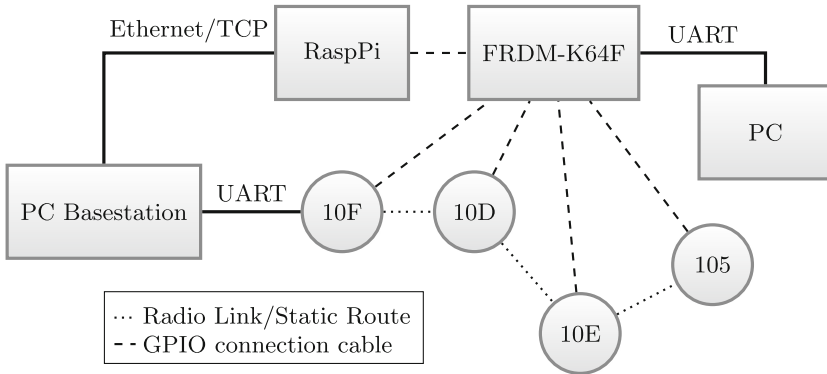 Ethernet/TCP
RaspPi
FRDM-K64F
UART
PC
PC Basestation
UART
10F
10D
105
10E
Radio Link/Static Route
GPIO connection cable